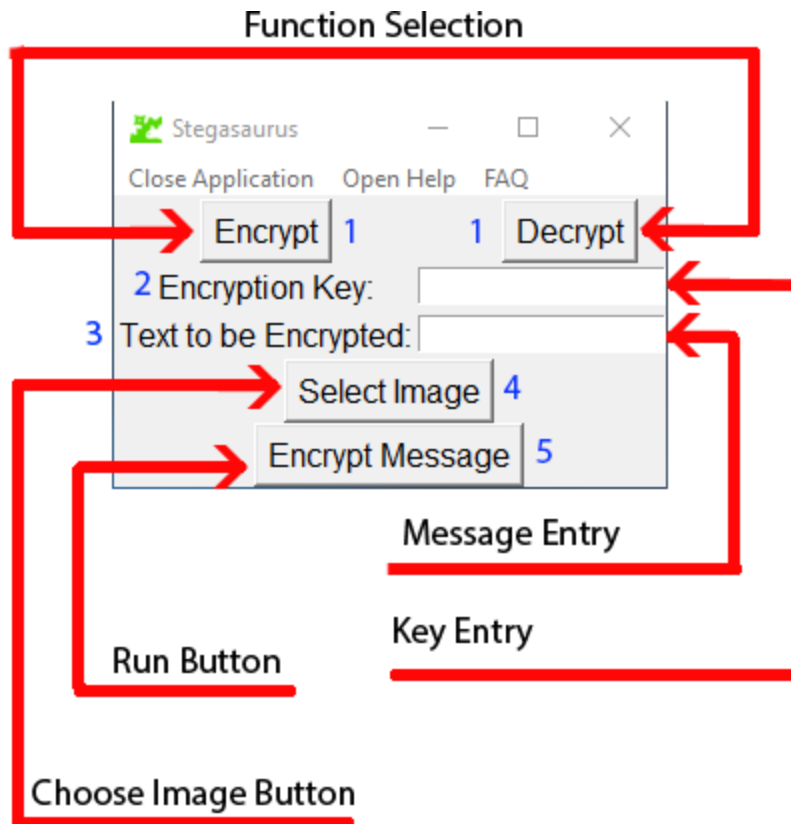 Function Selection
Stegasaurus
Close Application Open Help FAQ
Encrypt 1 1 Decrypt
2 Encryption Key:
3 Text to be Encrypted:
Select Image 4
Encrypt Message 5
Message Entry
Key Entry
Run Button
Choose Image Button